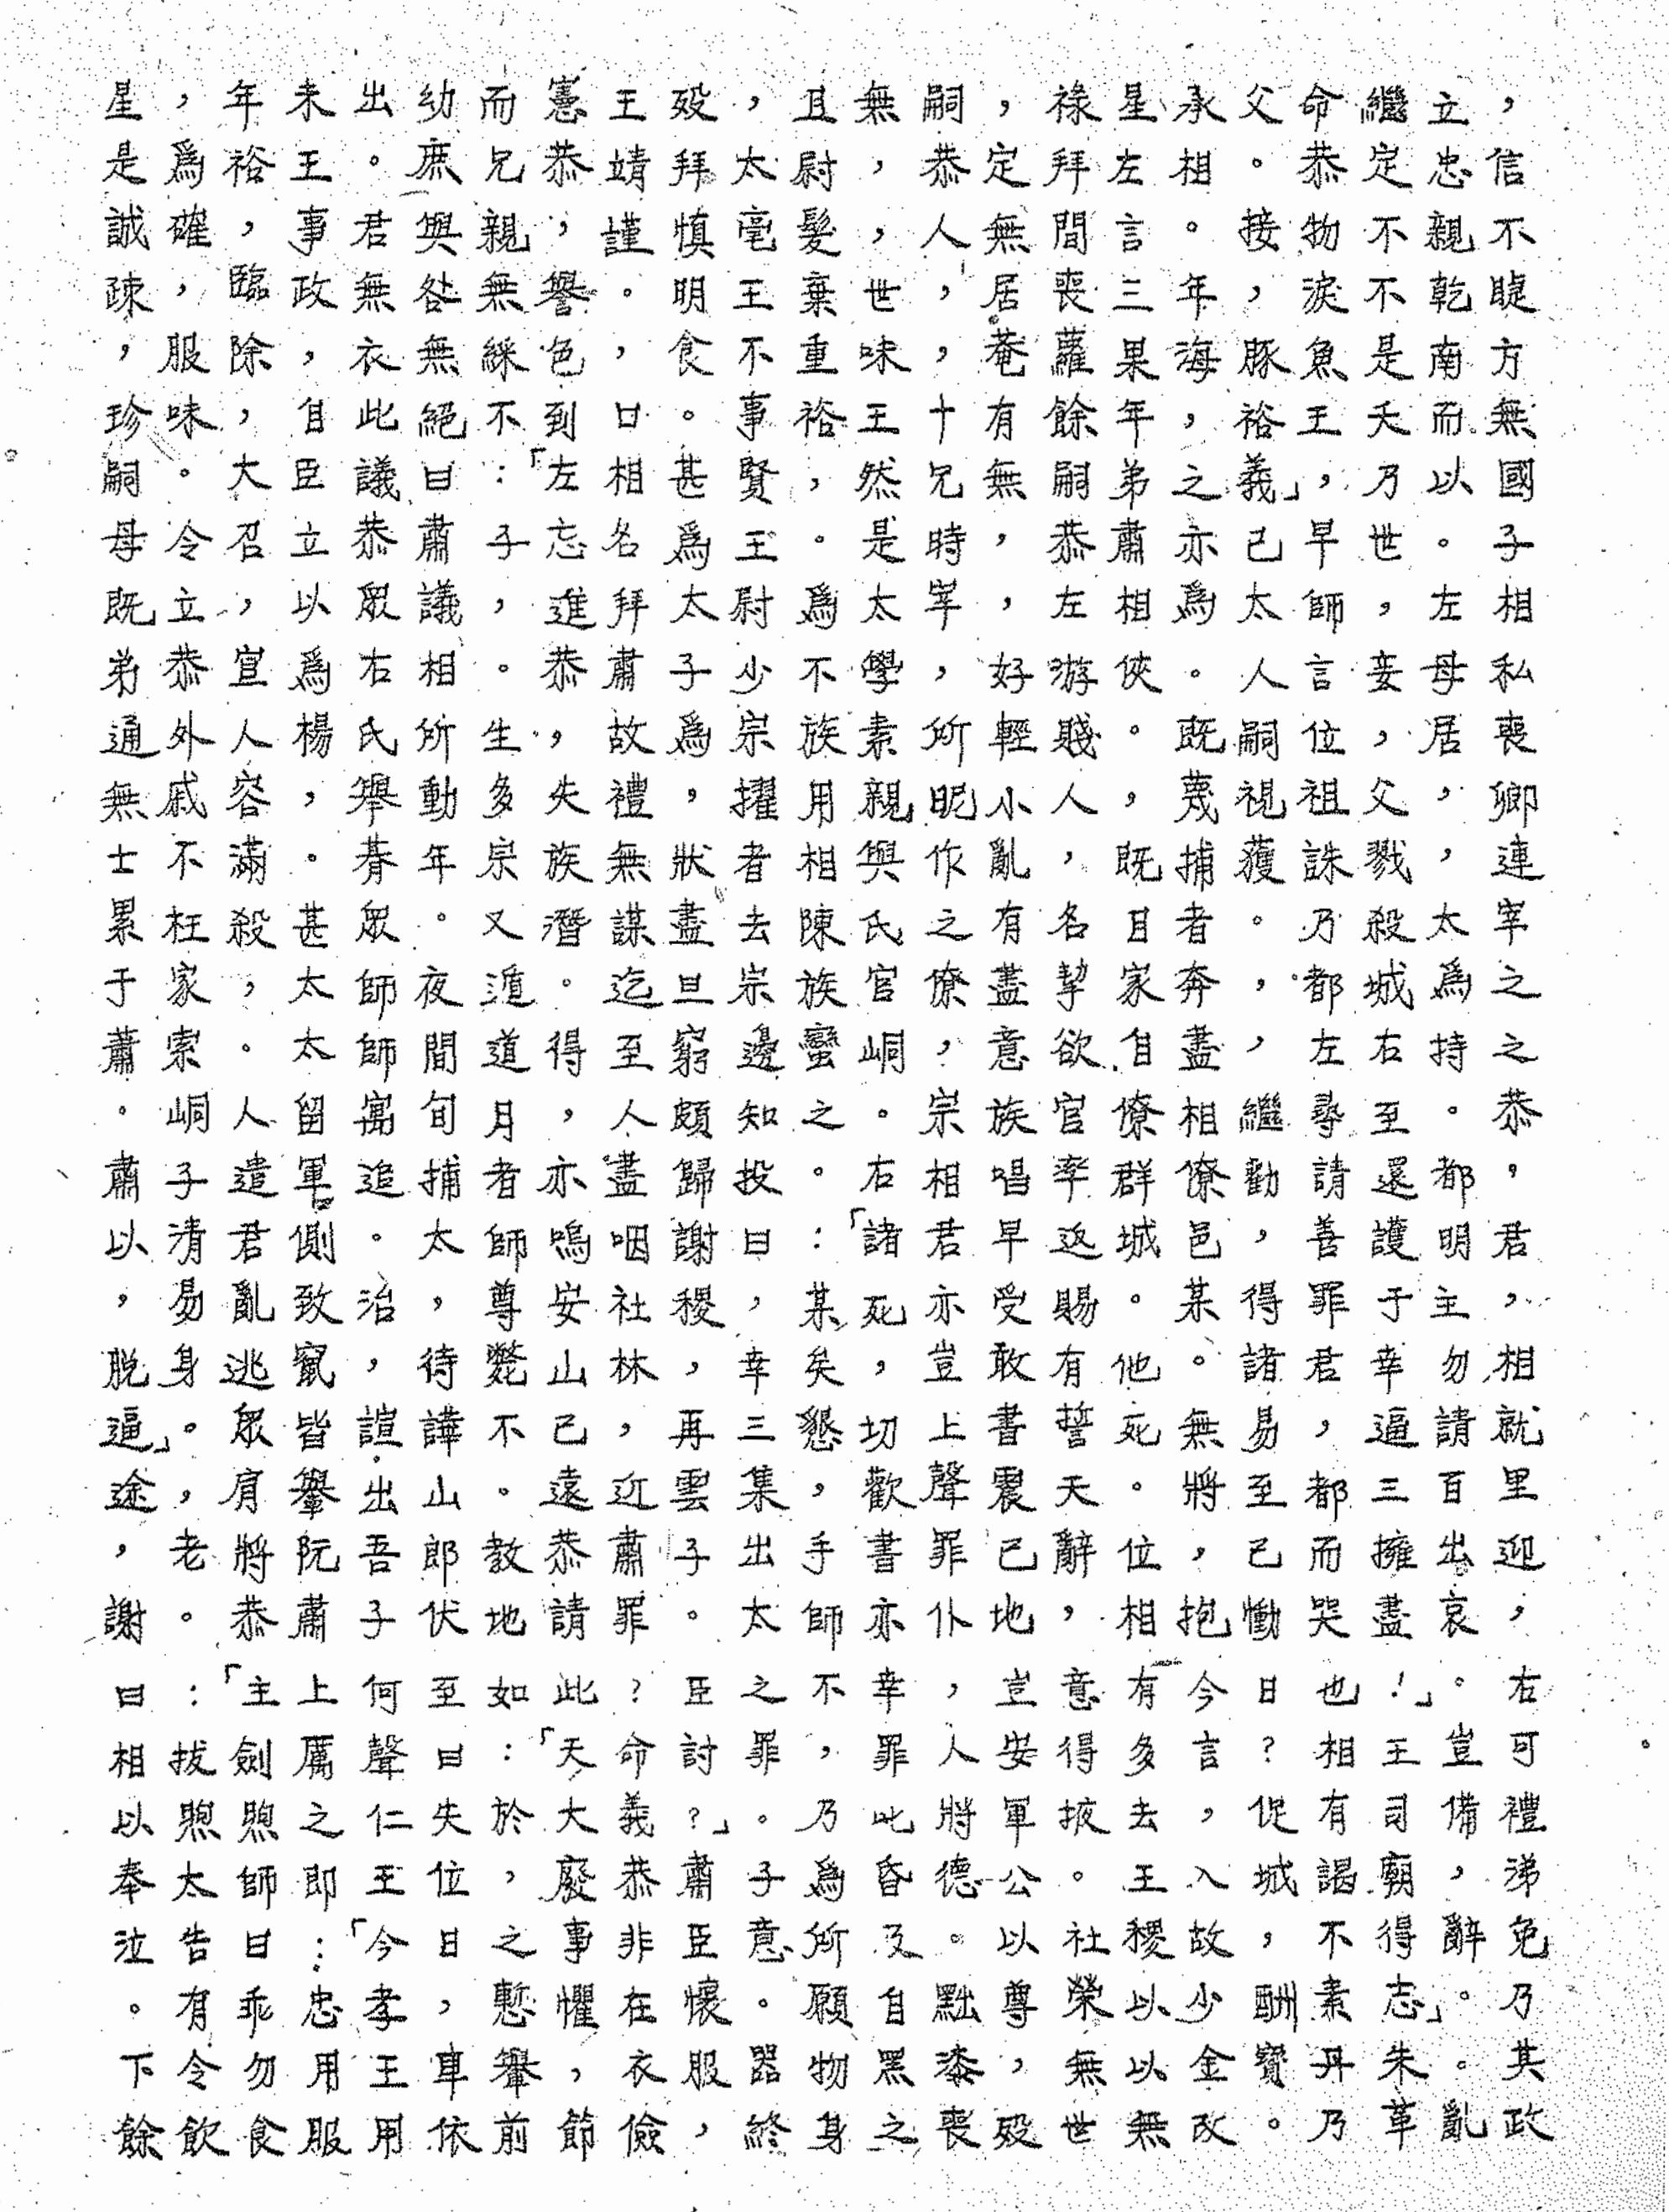 星，年未出幼而憲王殁，且無嗣，祿星承父命繼立，
是爲裕王。庶兄恭靖拜太尉，恭定拜左相。恭定忠信
誠確，事君與親，謹慎毫髮，人無間言。接物不親不
疎，臨政無咎無譽。明王棄世，居喪三年，淚不乾睫
，服除，衣無綵色，食不重味，菴蘿果海豚魚是南方
珍味，自此絕不到口。事裕王十有餘年，裕王夭而無
嗣。大臣議曰：「左相甚賢，然兄無嗣弟之義」，乃以國
母令召立恭肅子忘名爲王。是時，恭肅亦已早世。子
既立，以衆議，進拜太尉爲太宰，左相爲太師，左相
弟恭宣爲右相。恭肅子少不學，好游俠。人言妾母私
通外人楊氏所生，故爲宗族素所輕賤。既嗣位，居喪
無戚容，舉動多失禮，擢用親昵小人，蔑視祖父，卿
士不滿。朞年宗族無狀者相與作亂，既捕獲誅戮，連
累枉殺甚衆。又潛謀盡去陳氏之有名目者。乃殺太宰
于家，太師夜遁。迄旦宗族官僚盡挈家奔，都城爲之
蕭索。太師間道得至窮邊蠻峒，意欲自盡，左右持之
。峒人留寓旬月，人頗知之。宗族官僚相繼尋至。恭
肅子遣軍追捕者亦盡歸投。右相率群僚勸請還都，
以清君側。太師嗚咽謝曰：「諸君早返城邑，善護明君
，易亂致治，尊安社稷，某死亦受賜。某得罪于主，
脫身逃竄，待斃山林，幸矣，豈敢有他。諸君幸勿相
逼」。衆皆諠譁不已，再三懇切上書，誓死無易，逼請就
途，肩轝出山。遠近雲集，歡聲震天。將至都三百里
，老將阮吾郎教恭肅子出手書罪己辭位，已而擁出迎
謝。恭肅子伏地請罪。太師亦仆地，相抱慟哭盡哀，
曰：「主上何至如此？臣之不幸，豈意有今日也！」。右
相拔劍厲聲曰：「天命討罪，罪人安得多言？相王豈可
以煦煦之仁失於大義？」。乃叱將軍掖去，促有司備禮
奉太師即王位，廢恭肅子爲昏德公。王入城謁廟，涕
泣告曰：「今日之事非臣意所及。以社稷故，不得辭免
。有乖忠孝，慙懼在懷。願自黜尊榮，以少酬素志」。乃
下令勿用王車轝，衣服器物黑漆，無以金寶丹朱。其
餘飲食服用依前節儉，終身之喪殁世無改。乃革亂政